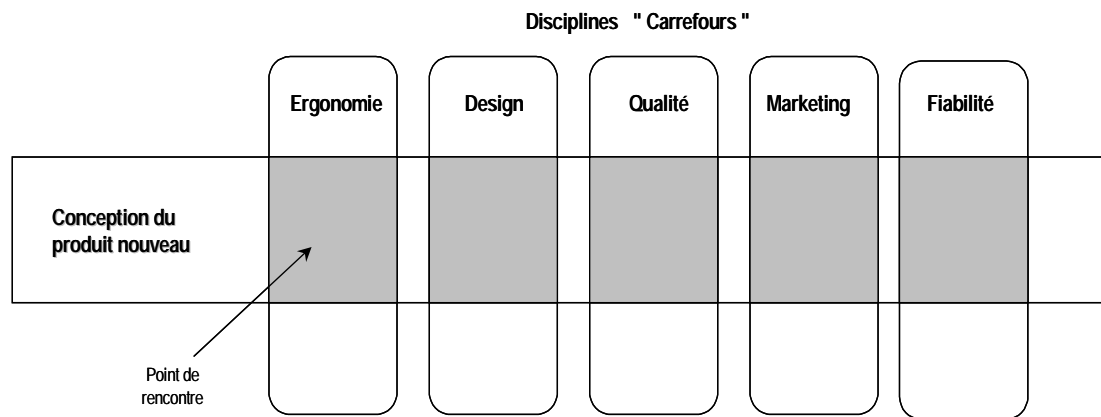 Disciplines " Carrefours "
Ergonomie
Design
Qualité
Marketing
Fiabilité
Conception du
produit nouveau
Point de
rencontre